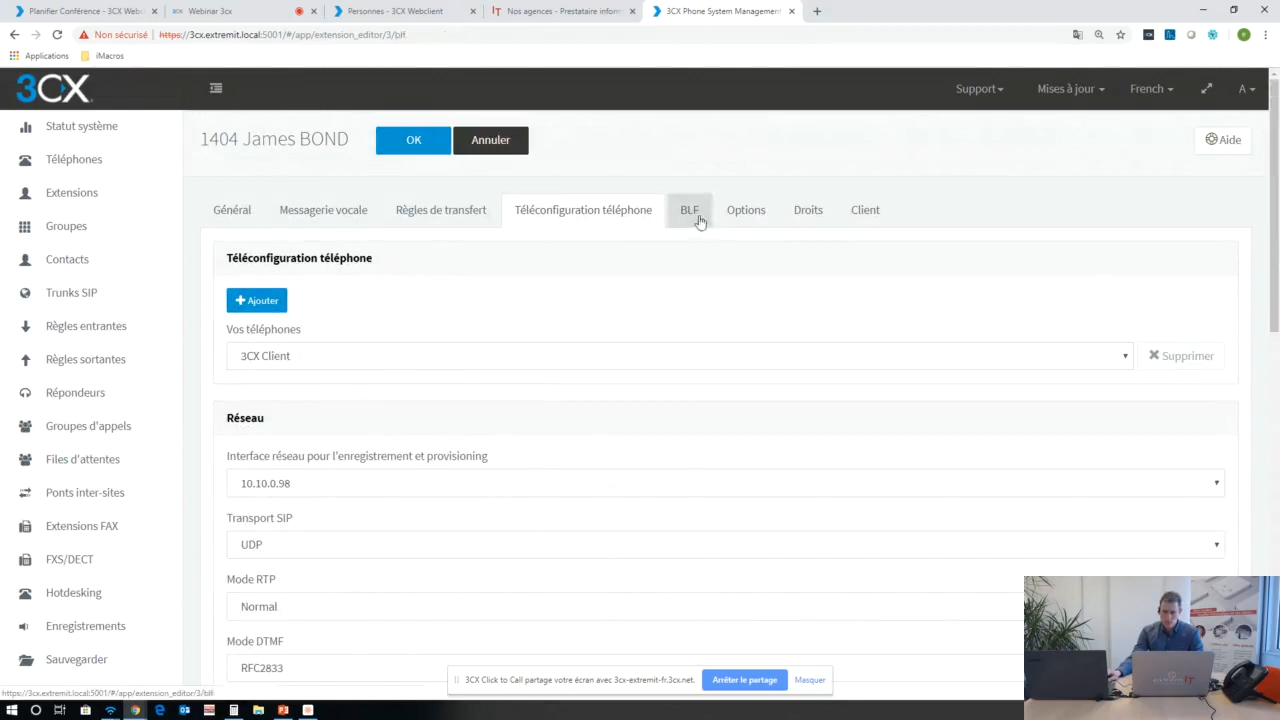 Planifier Conférence - 3CX Webcl
Webinar 3cx
Personnes - 3CX Webclient
Nos agences - Prestataire inform
3CX Phone System Management
Non sécurisé
https://3cx.extremit.local:5001/#/app/extension_editor/3/blf
Applications
iMacros
3CX
Support
Mises à jour
French
A
Statut système
Téléphones
Extensions
Groupes
Contacts
Trunks SIP
Règles entrantes
Règles sortantes
Répondeurs
Groupes d'appels
Files d'attentes
Ponts inter-sites
Extensions FAX
FXS/DECT
Hotdesking
Enregistrements
Sauvegarder
1404 James BOND
OK
Annuler
Aide
Général
Messagerie vocale
Règles de transfert
Téléconfiguration téléphone
BLF
Options
Droits
Client
Téléconfiguration téléphone
Ajouter
Vos téléphones
3CX Client
Supprimer
Réseau
Interface réseau pour l'enregistrement et provisioning
10.10.0.98
Transport SIP
UDP
Mode RTP
Normal
Mode DTMF
RFC2833
3CX Click to Call partage votre écran avec 3cx-extremit-fr.3cx.net.
Arrêter le partage
Masquer
https://3cx.extremit.local:5001/#/app/extension_editor/3/blf